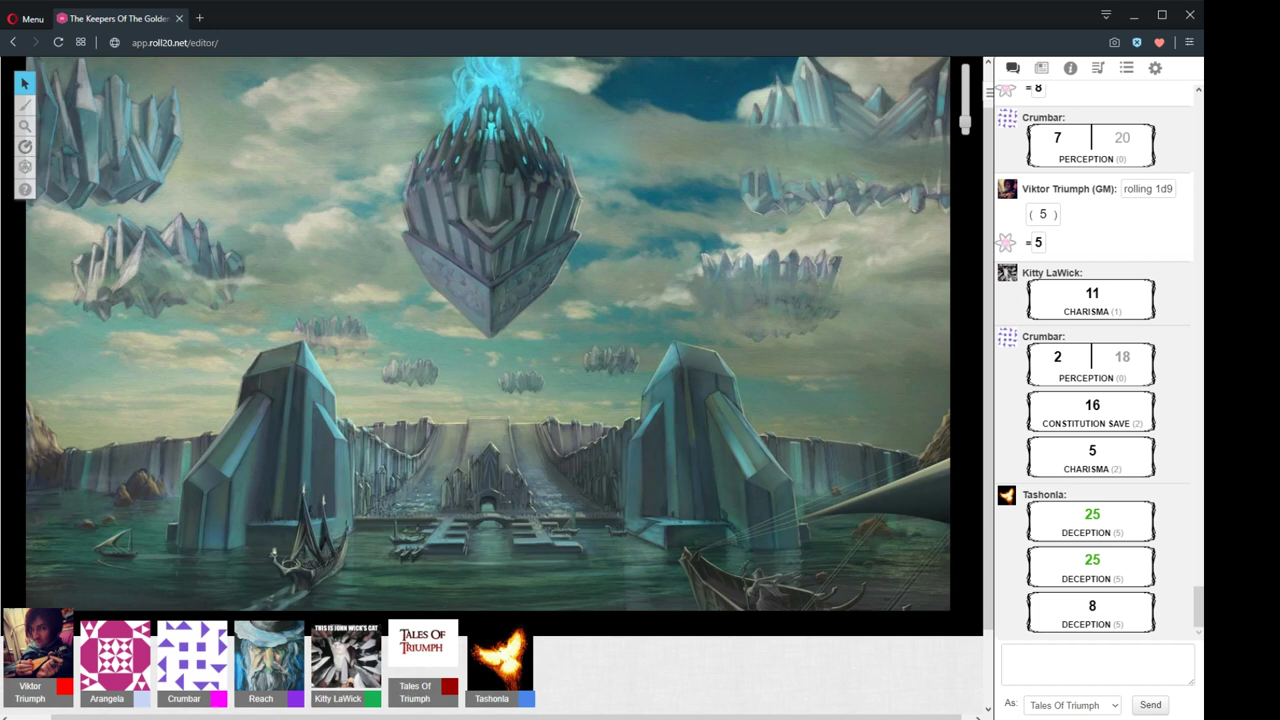 Menu
The Keepers Of The Golden
app.roll20.net/editor/
= 8
Crumbar:
7 20
PERCEPTION (0)
Viktor Triumph (GM): rolling 1d9
( 5 )
= 5
Kitty LaWick:
11
CHARISMA (1)
Crumbar:
2 18
PERCEPTION (0)
16
CONSTITUTION SAVE (2)
5
CHARISMA (2)
Tashonla:
25
DECEPTION (5)
25
DECEPTION (5)
8
DECEPTION (5)
THIS IS JOHN WICK'S CAT
TALES OF
TRIUMPH
Viktor
Triumph
Arangela
Crumbar
Reach
Kitty LaWick
Tales Of
Triumph
Tashonla
As: Tales Of Triumph Send